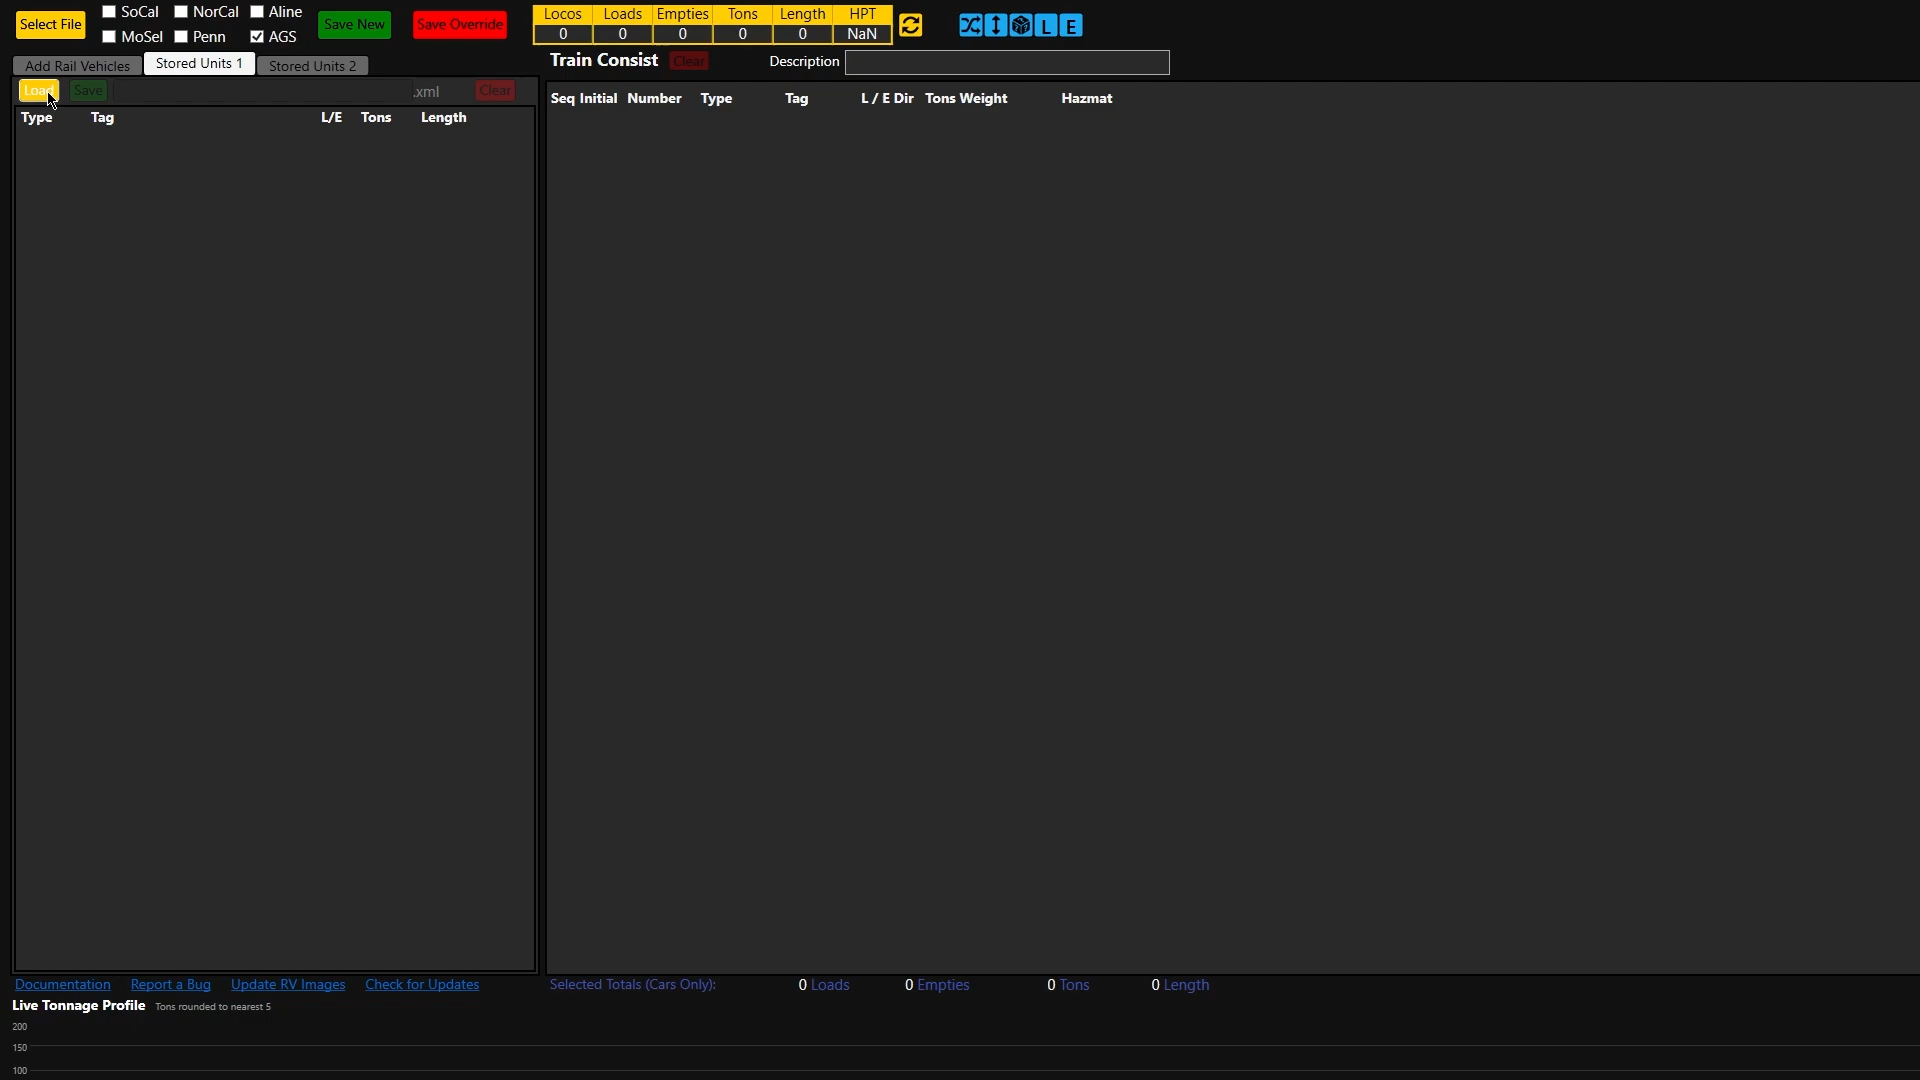 Select File
SoCal NorCal Aline
MoSel Penn AGS
Save New
Save Override
Locos Loads Empties Tons Length HPT
0 0 0 0 0 NaN
L E
Add Rail Vehicles Stored Units 1 Stored Units 2
Train Consist Clear Description
Load Save .xml Clear
Type Tag L/E Tons Length
Seq Initial Number Type Tag L / E Dir Tons Weight Hazmat
Documentation Report a Bug Update RV Images Check for Updates
Selected Totals (Cars Only): 0 Loads 0 Empties 0 Tons 0 Length
Live Tonnage Profile Tons rounded to nearest 5
200
150
100